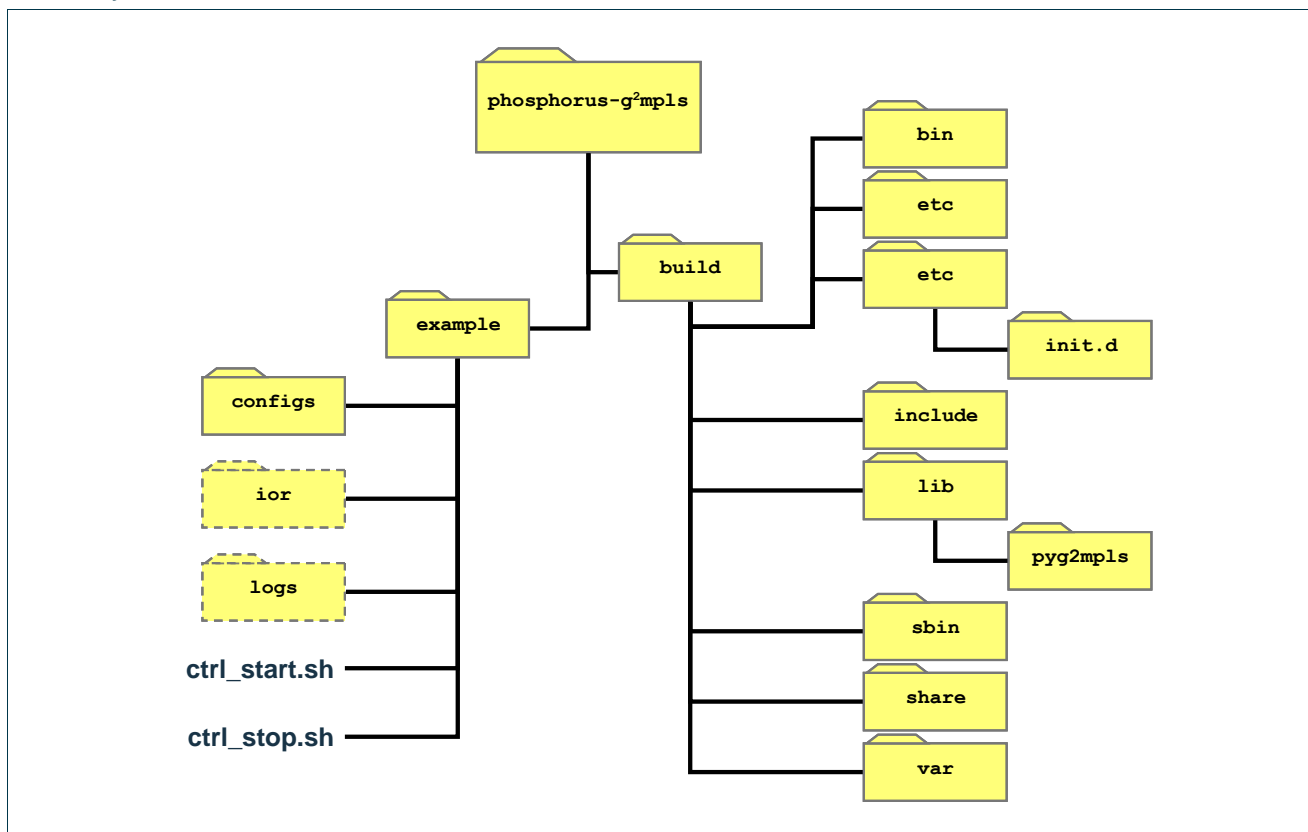 phosphorus-g²mpls
bin
etc
build
etc
example
init.d
configs
include
ior
lib
pyg2mpls
logs
sbin
ctrl_start.sh
share
ctrl_stop.sh
var